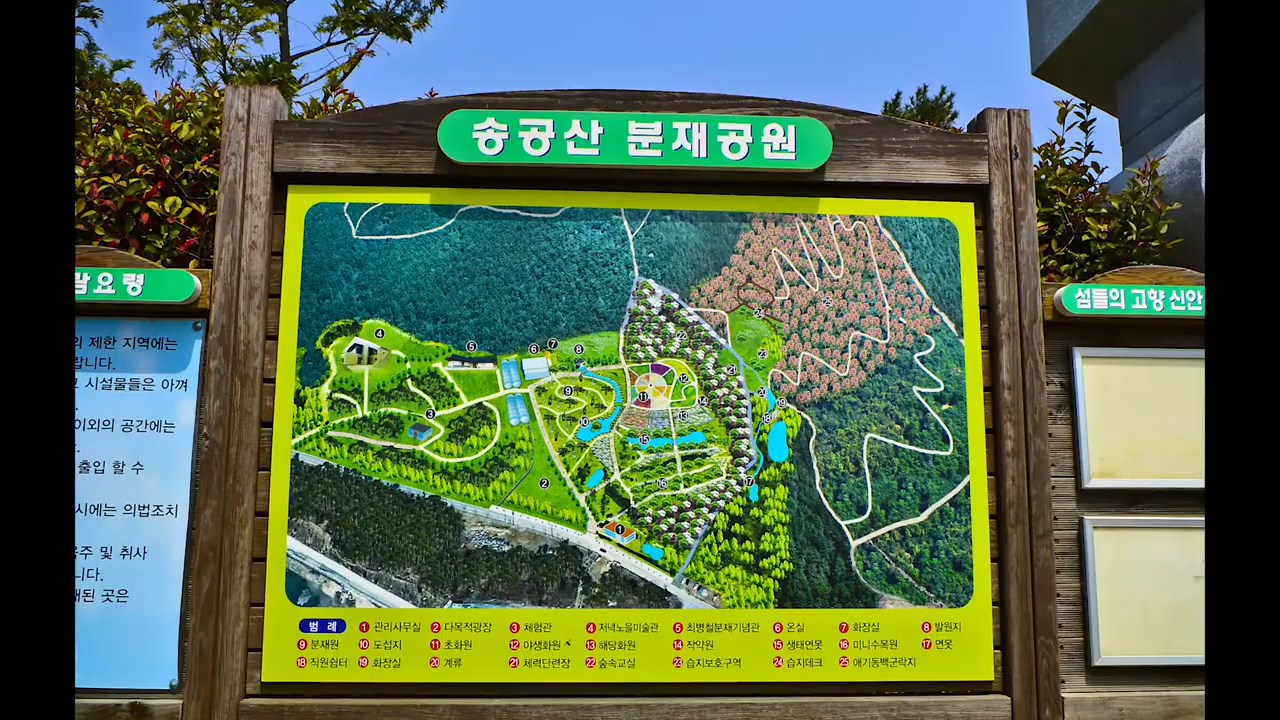 송공산 분재공원
람요령
의 제한 지역에는
랍니다.
시설물들은 아껴
이외의 공간에는
출입 할 수
시에는 의법조치
음주 및 취사
니다.
곳은
섬들의 고향 신안
범 례
1 관리사무실 2 다목적광장 3 체험관 4 저녁노을미술관 5 최병철분재기념관 6 온실 7 화장실 8 발원지
9 분재원 10 도섭지 11 초화원 12 야생화원 13 해당화원 14 작약원 15 생태연못 16 미니수목원 17 연못
18 직원쉼터 19 화장실 20 계류 21 체력단련장 22 숲속교실 23 습지보호구역 24 습지데크 25 애기동백군락지